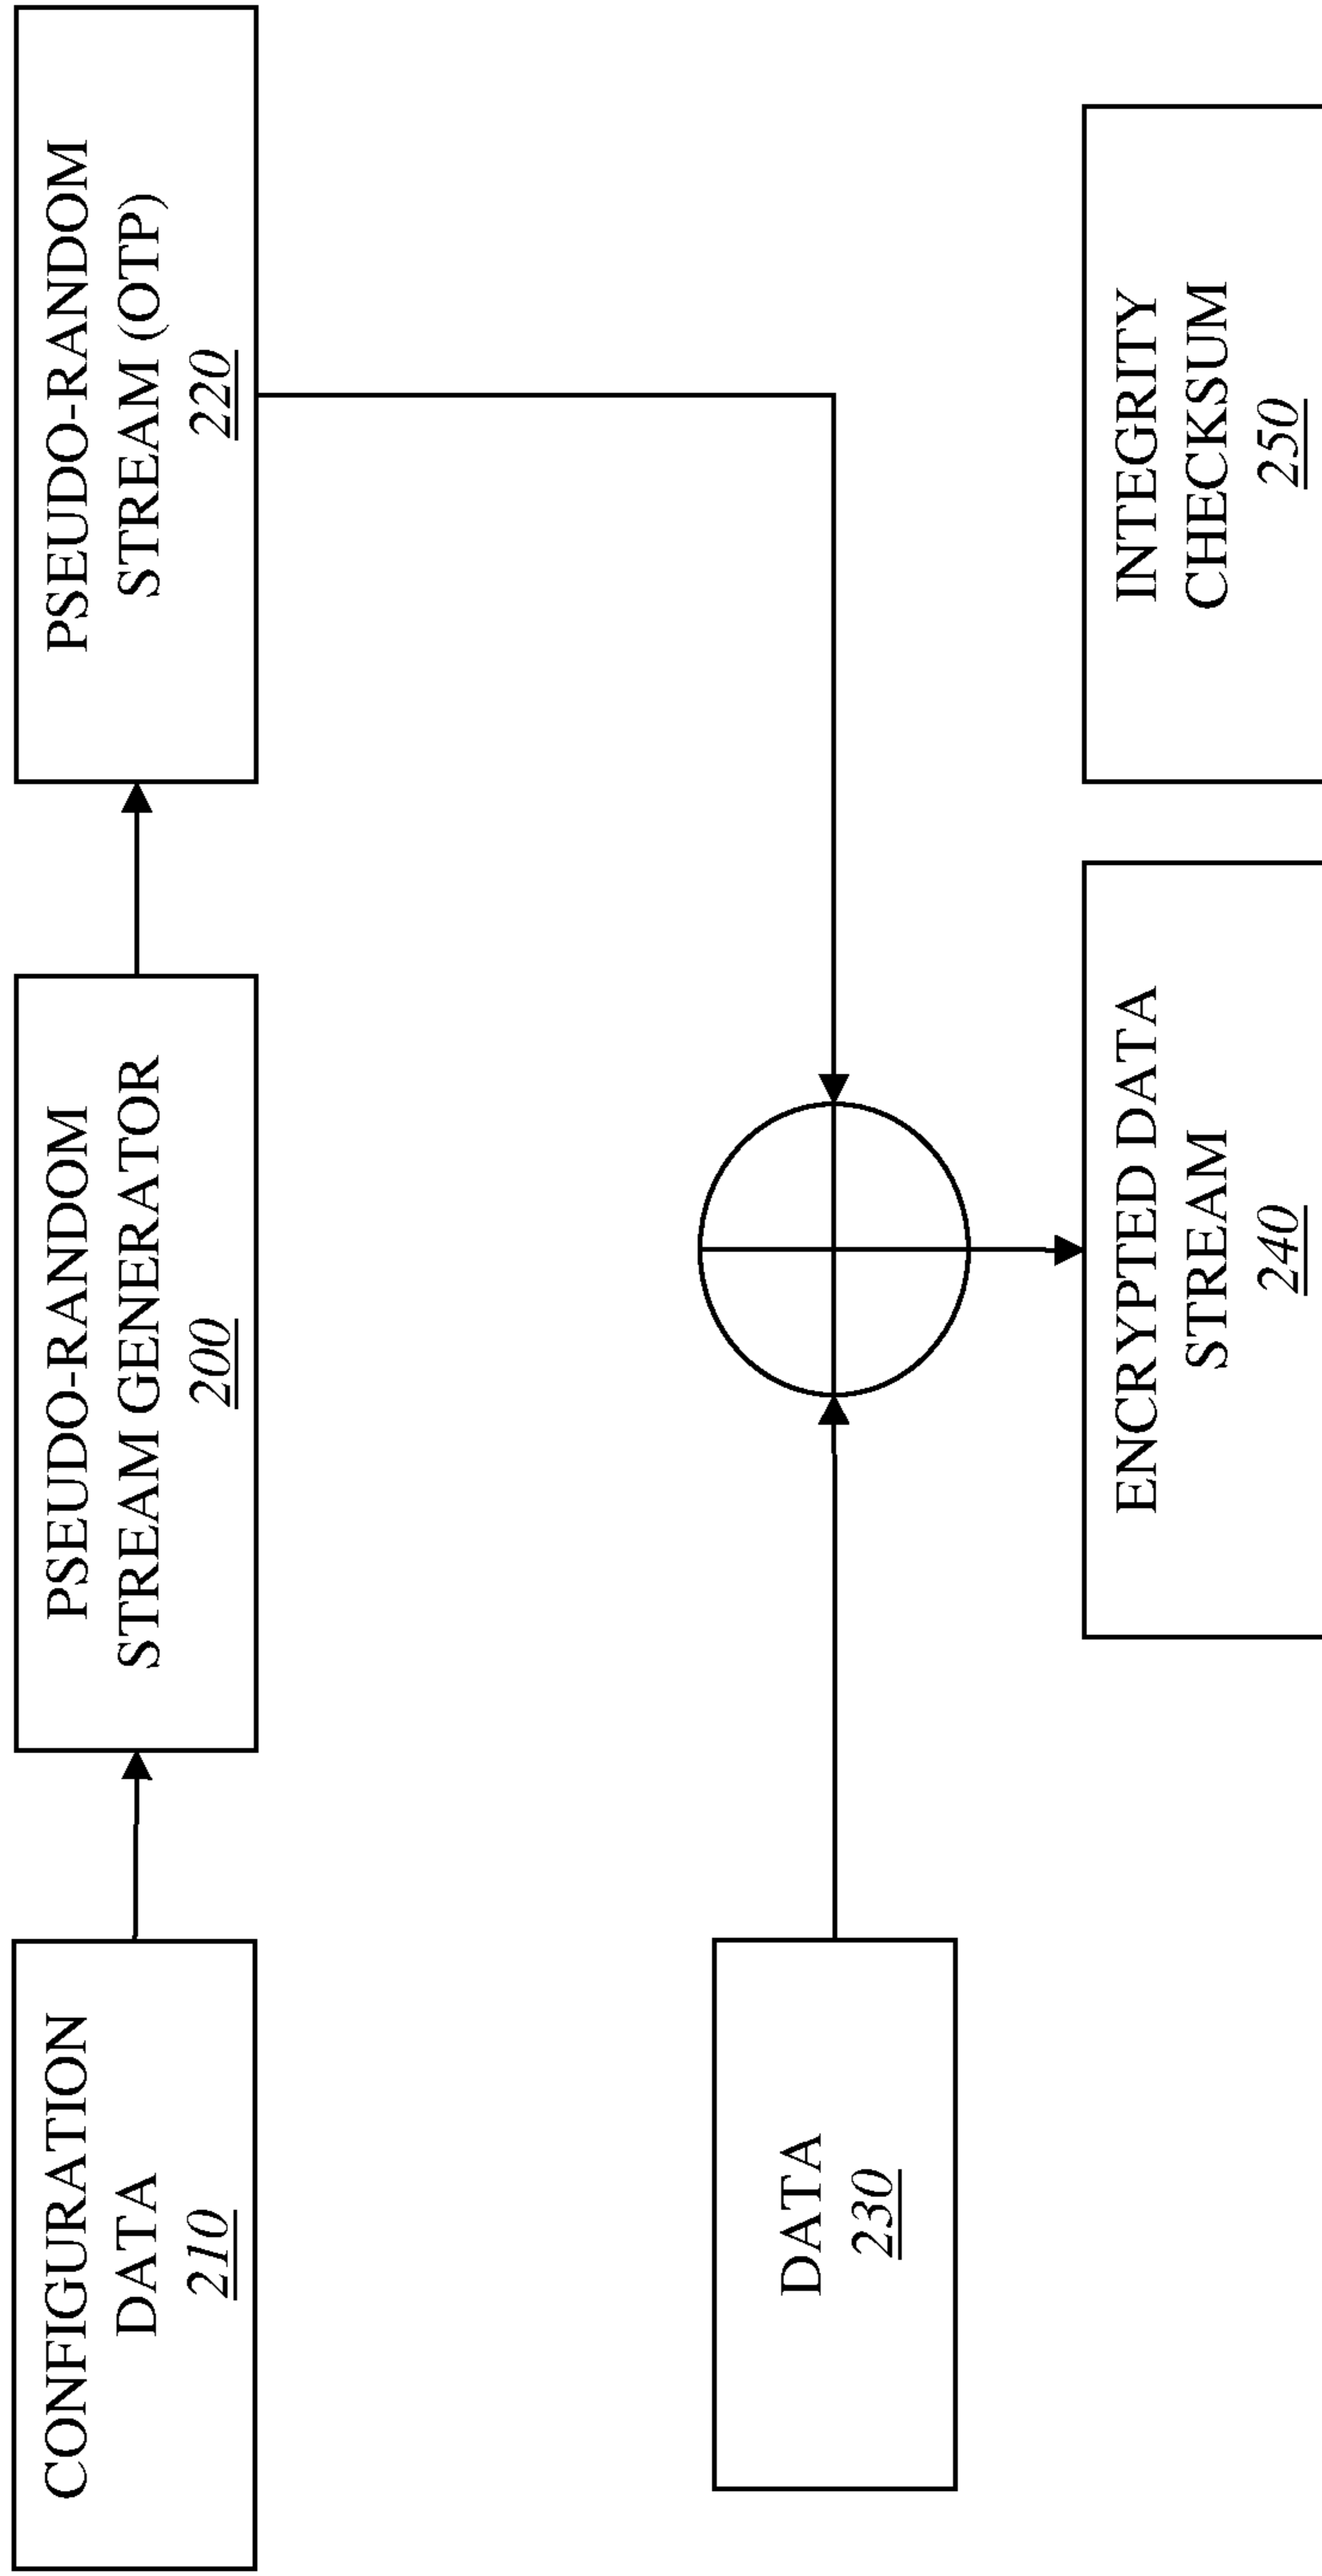 CONFIGURATION
DATA
210
PSEUDO-RANDOM
STREAM GENERATOR
200
PSEUDO-RANDOM
STREAM (OTP)
220
DATA
230
ENCRYPTED DATA
STREAM
240
INTEGRITY
CHECKSUM
250